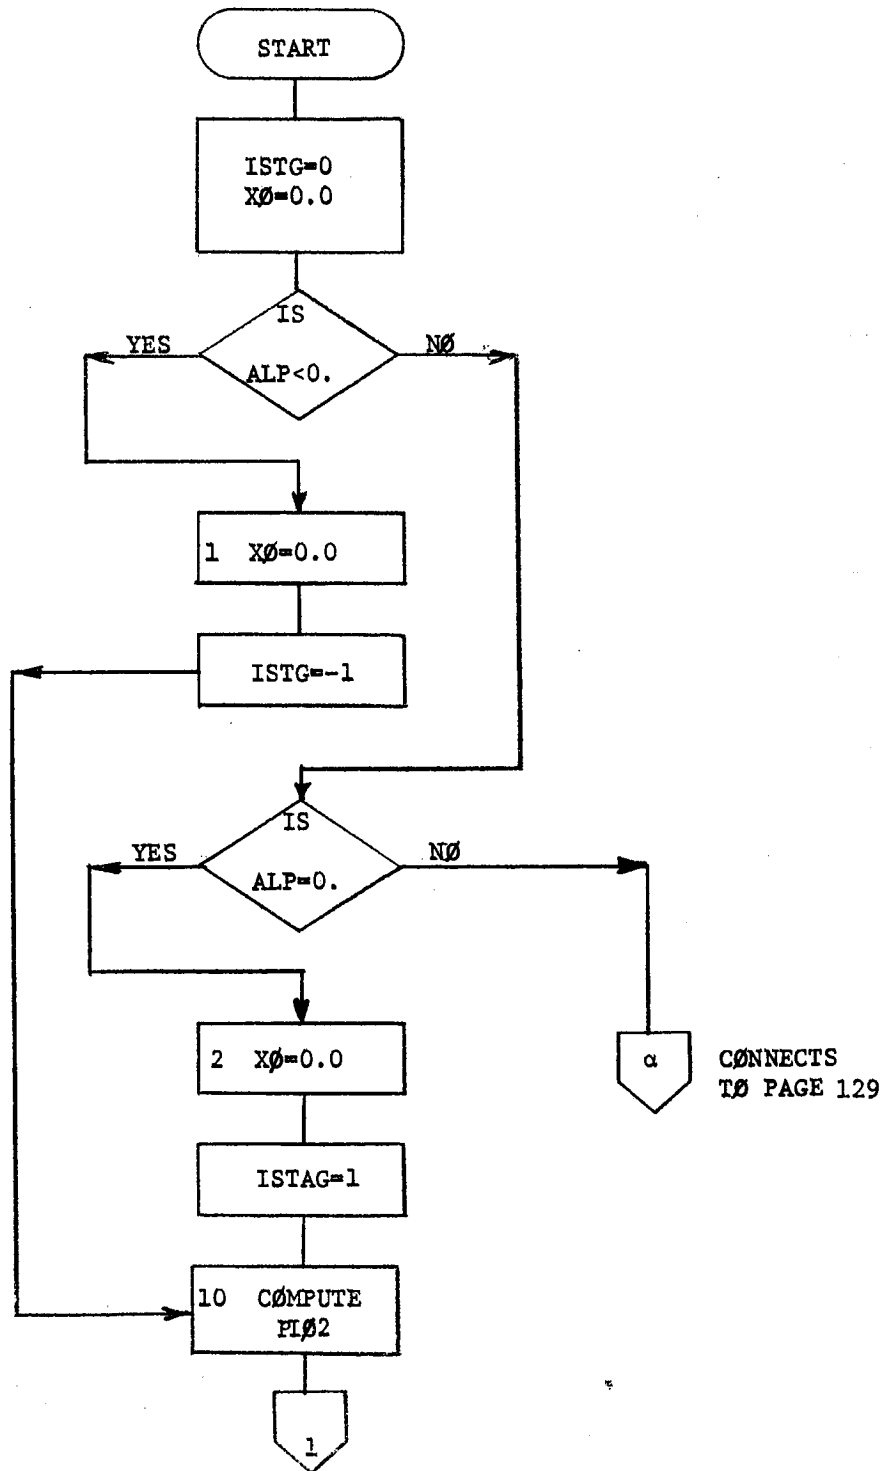 START
ISTG=0
XØ=0.0
IS
ALP<0.
YES
NØ
1 XØ=0.0
ISTG=-1
IS
ALP=0.
YES
NØ
2 XØ=0.0
α
CØNNECTS
TØ PAGE 129
ISTAG=1
10 CØMPUTE
PIØ2
1